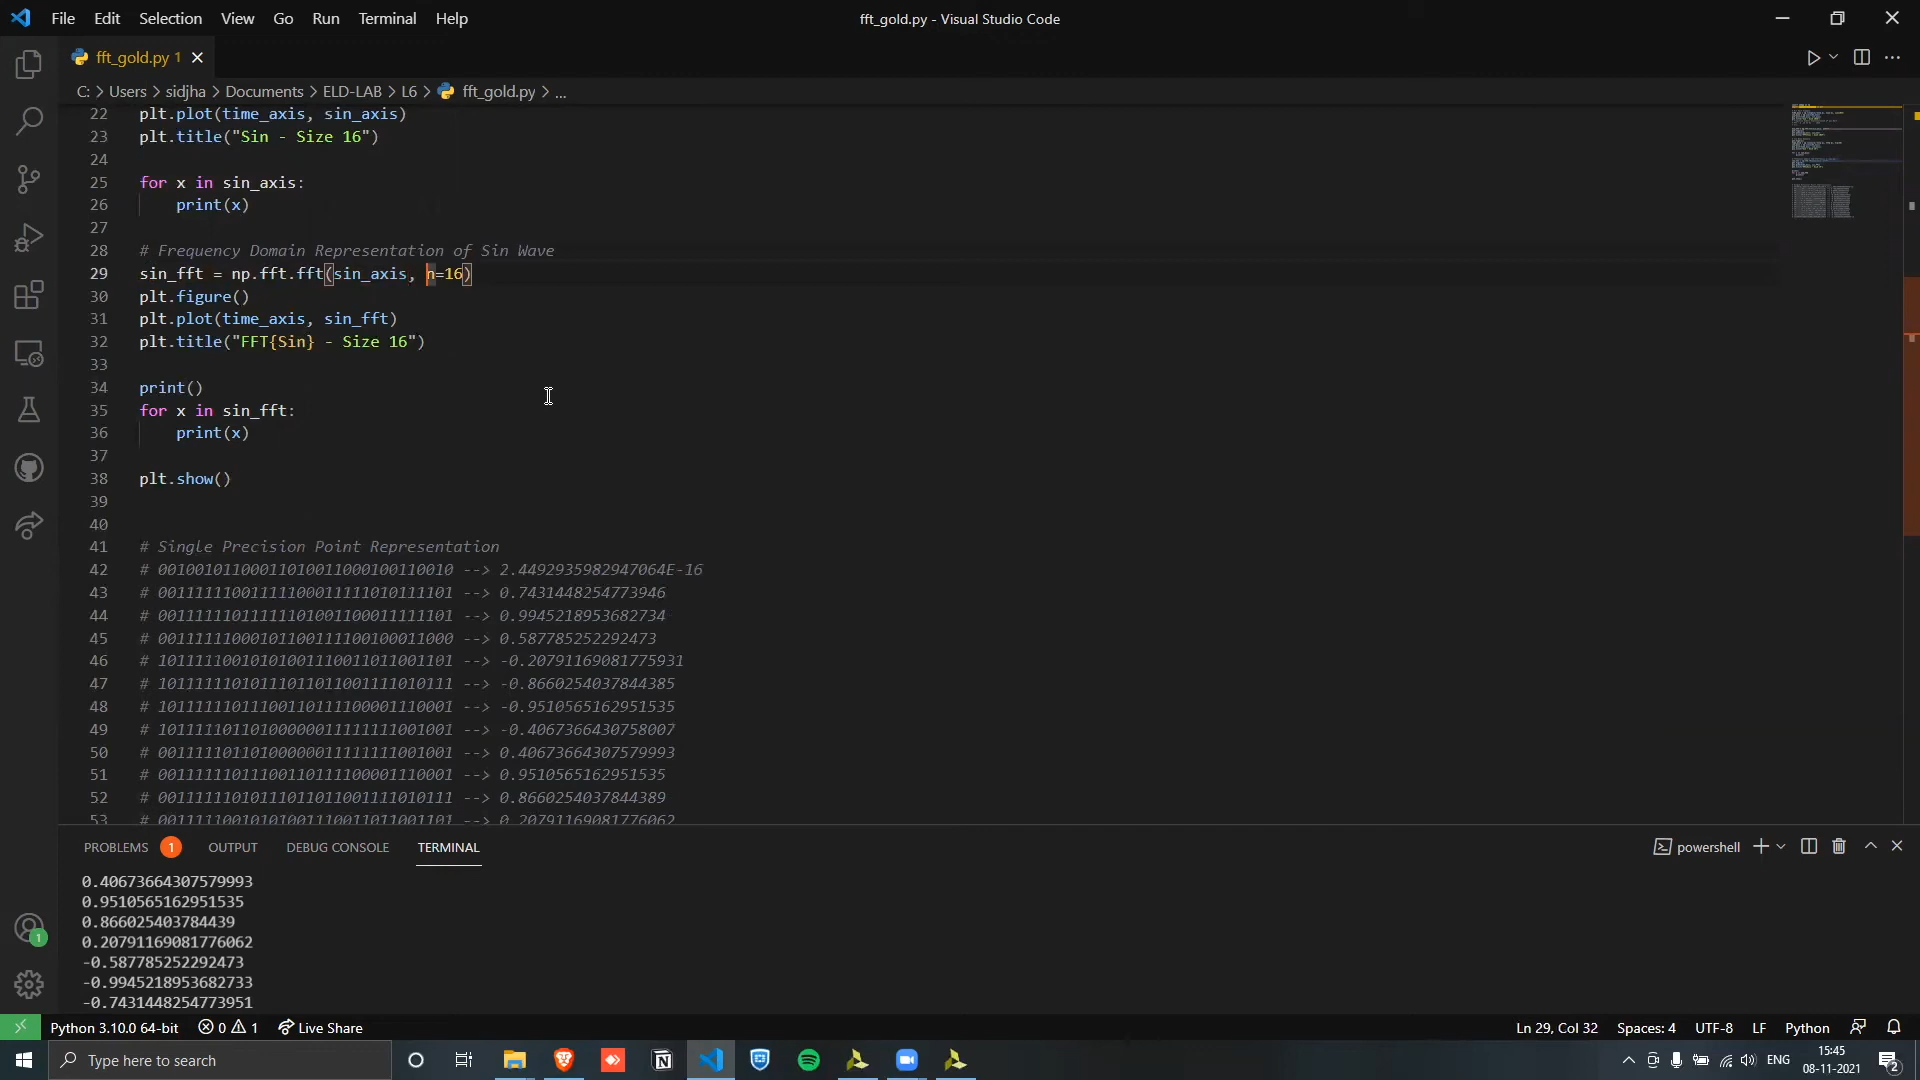 File Edit Selection View Go Run Terminal Help
fft_gold.py - Visual Studio Code
fft_gold.py 1
C: > Users > sidjha > Documents > ELD-LAB > L6 > fft_gold.py > ...
22 plt.plot(time_axis, sin_axis)
23 plt.title("Sin - Size 16")
24
25 for x in sin_axis:
26 print(x)
27
28 # Frequency Domain Representation of Sin Wave
29 sin_fft = np.fft.fft(sin_axis, n=16)
30 plt.figure()
31 plt.plot(time_axis, sin_fft)
32 plt.title("FFT{Sin} - Size 16")
33
34 print()
35 for x in sin_fft:
36 print(x)
37
38 plt.show()
39
40
41 # Single Precision Point Representation
42 # 00100101100011010011000100110010 --> 2.4492935982947064E-16
43 # 00111111001111100011111010111101 --> 0.7431448254773946
44 # 00111111011111101001100011111101 --> 0.9945218953682734
45 # 00111111000101100111100100011000 --> 0.587785252292473
46 # 10111110010101001110011011001101 --> -0.20791169081775931
47 # 10111111010111011011001111010111 --> -0.8660254037844385
48 # 10111111011100110111100001110001 --> -0.9510565162951535
49 # 10111110110100000011111111001001 --> -0.4067366430758007
50 # 00111110110100000011111111001001 --> 0.40673664307579993
51 # 00111111011100110111100001110001 --> 0.9510565162951535
52 # 00111111010111011011001111010111 --> 0.8660254037844389
53 # 00111110010101001110011011001101 --> 0.20791169081776062
PROBLEMS 1 OUTPUT DEBUG CONSOLE TERMINAL
powershell
0.40673664307579993
0.9510565162951535
0.866025403784439
0.20791169081776062
-0.587785252292473
-0.9945218953682733
-0.7431448254773951
1
Python 3.10.0 64-bit 0 1 Live Share
Ln 29, Col 32 Spaces: 4 UTF-8 LF Python
Type here to search
ENG
15:45
08-11-2021
2